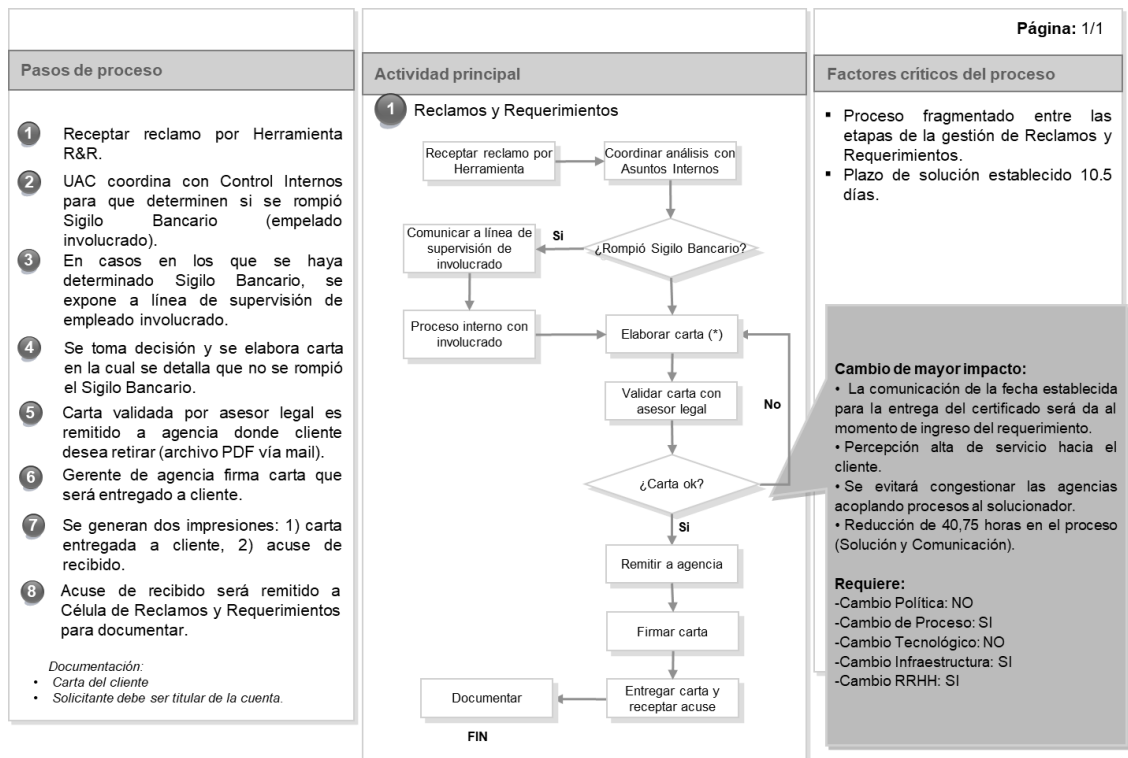 Página: 1/1
Pasos de proceso
1
Receptar reclamo por Herramienta
R&R.
2
UAC coordina con Control Internos
para que determinen si se rompió
Sigilo Bancario (empelado
involucrado).
3
En casos en los que se haya
determinado Sigilo Bancario, se
expone a línea de supervisión de
empleado involucrado.
4
Se toma decisión y se elabora carta
en la cual se detalla que no se rompió
el Sigilo Bancario.
5
Carta validada por asesor legal es
remitido a agencia donde cliente
desea retirar (archivo PDF vía mail).
6
Gerente de agencia firma carta que
será entregado a cliente.
7
Se generan dos impresiones: 1) carta
entregada a cliente, 2) acuse de
recibido.
8
Acuse de recibido será remitido a
Célula de Reclamos y Requerimientos
para documentar.
Documentación:
• Carta del cliente
• Solicitante debe ser titular de la cuenta.
Actividad principal
1 Reclamos y Requerimientos
Receptar reclamo por
Herramienta
Coordinar análisis con
Asuntos Internos
¿Rompió Sigilo Bancario?
Si
Comunicar a línea de
supervisión de
involucrado
Proceso interno con
involucrado
Elaborar carta (*)
Validar carta con
asesor legal
No
¿Carta ok?
Si
Remitir a agencia
Firmar carta
Entregar carta y
receptar acuse
Documentar
FIN
Factores críticos del proceso
▪ Proceso fragmentado entre las
etapas de la gestión de Reclamos y
Requerimientos.
▪ Plazo de solución establecido 10.5
días.
Cambio de mayor impacto:
• La comunicación de la fecha establecida
para la entrega del certificado será da al
momento de ingreso del requerimiento.
• Percepción alta de servicio hacia el
cliente.
• Se evitará congestionar las agencias
acoplando procesos al solucionador.
• Reducción de 40,75 horas en el proceso
(Solución y Comunicación).
Requiere:
-Cambio Política: NO
-Cambio de Proceso: SI
-Cambio Tecnológico: NO
-Cambio Infraestructura: SI
-Cambio RRHH: SI